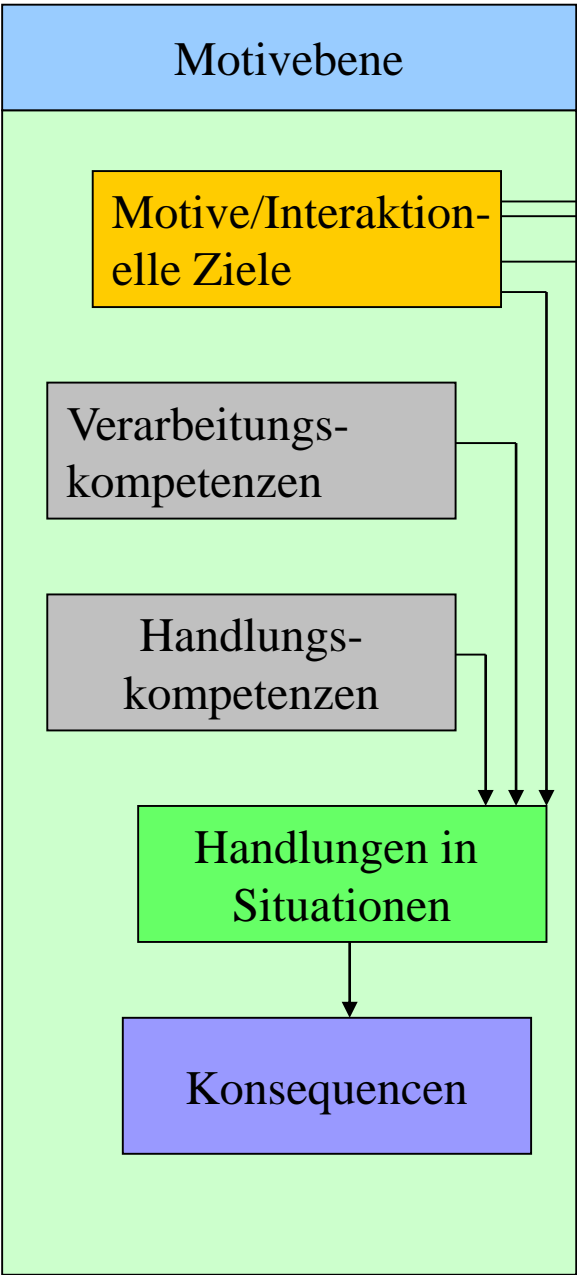 Motivebene
Motive/Interaktion-
elle Ziele
Verarbeitungs-
kompetenzen
Handlungs-
kompetenzen
Handlungen in
Situationen
Konsequencen